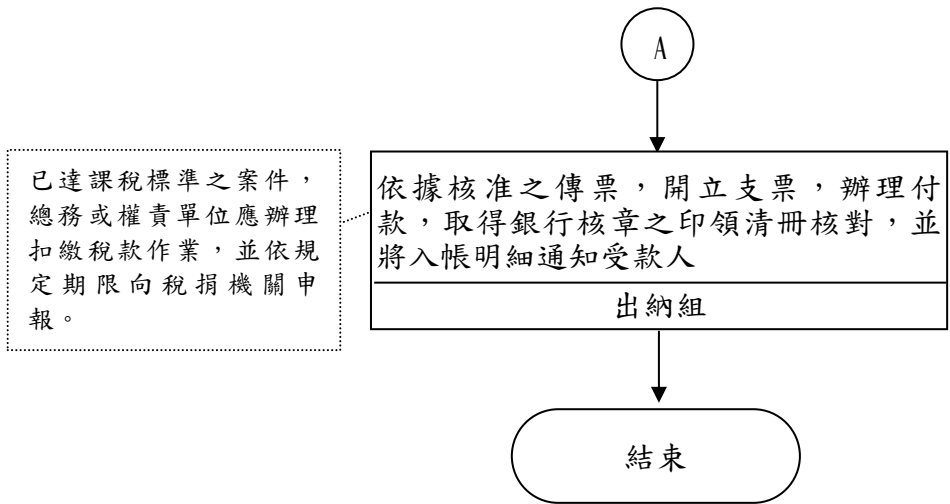 A
已達課稅標準之案件，
總務或權責單位應辦理
扣繳稅款作業，並依規
定期限向稅捐機關申
報。
依據核准之傳票，開立支票，辦理付
款，取得銀行核章之印領清冊核對，並
將入帳明細通知受款人
出納組
結束